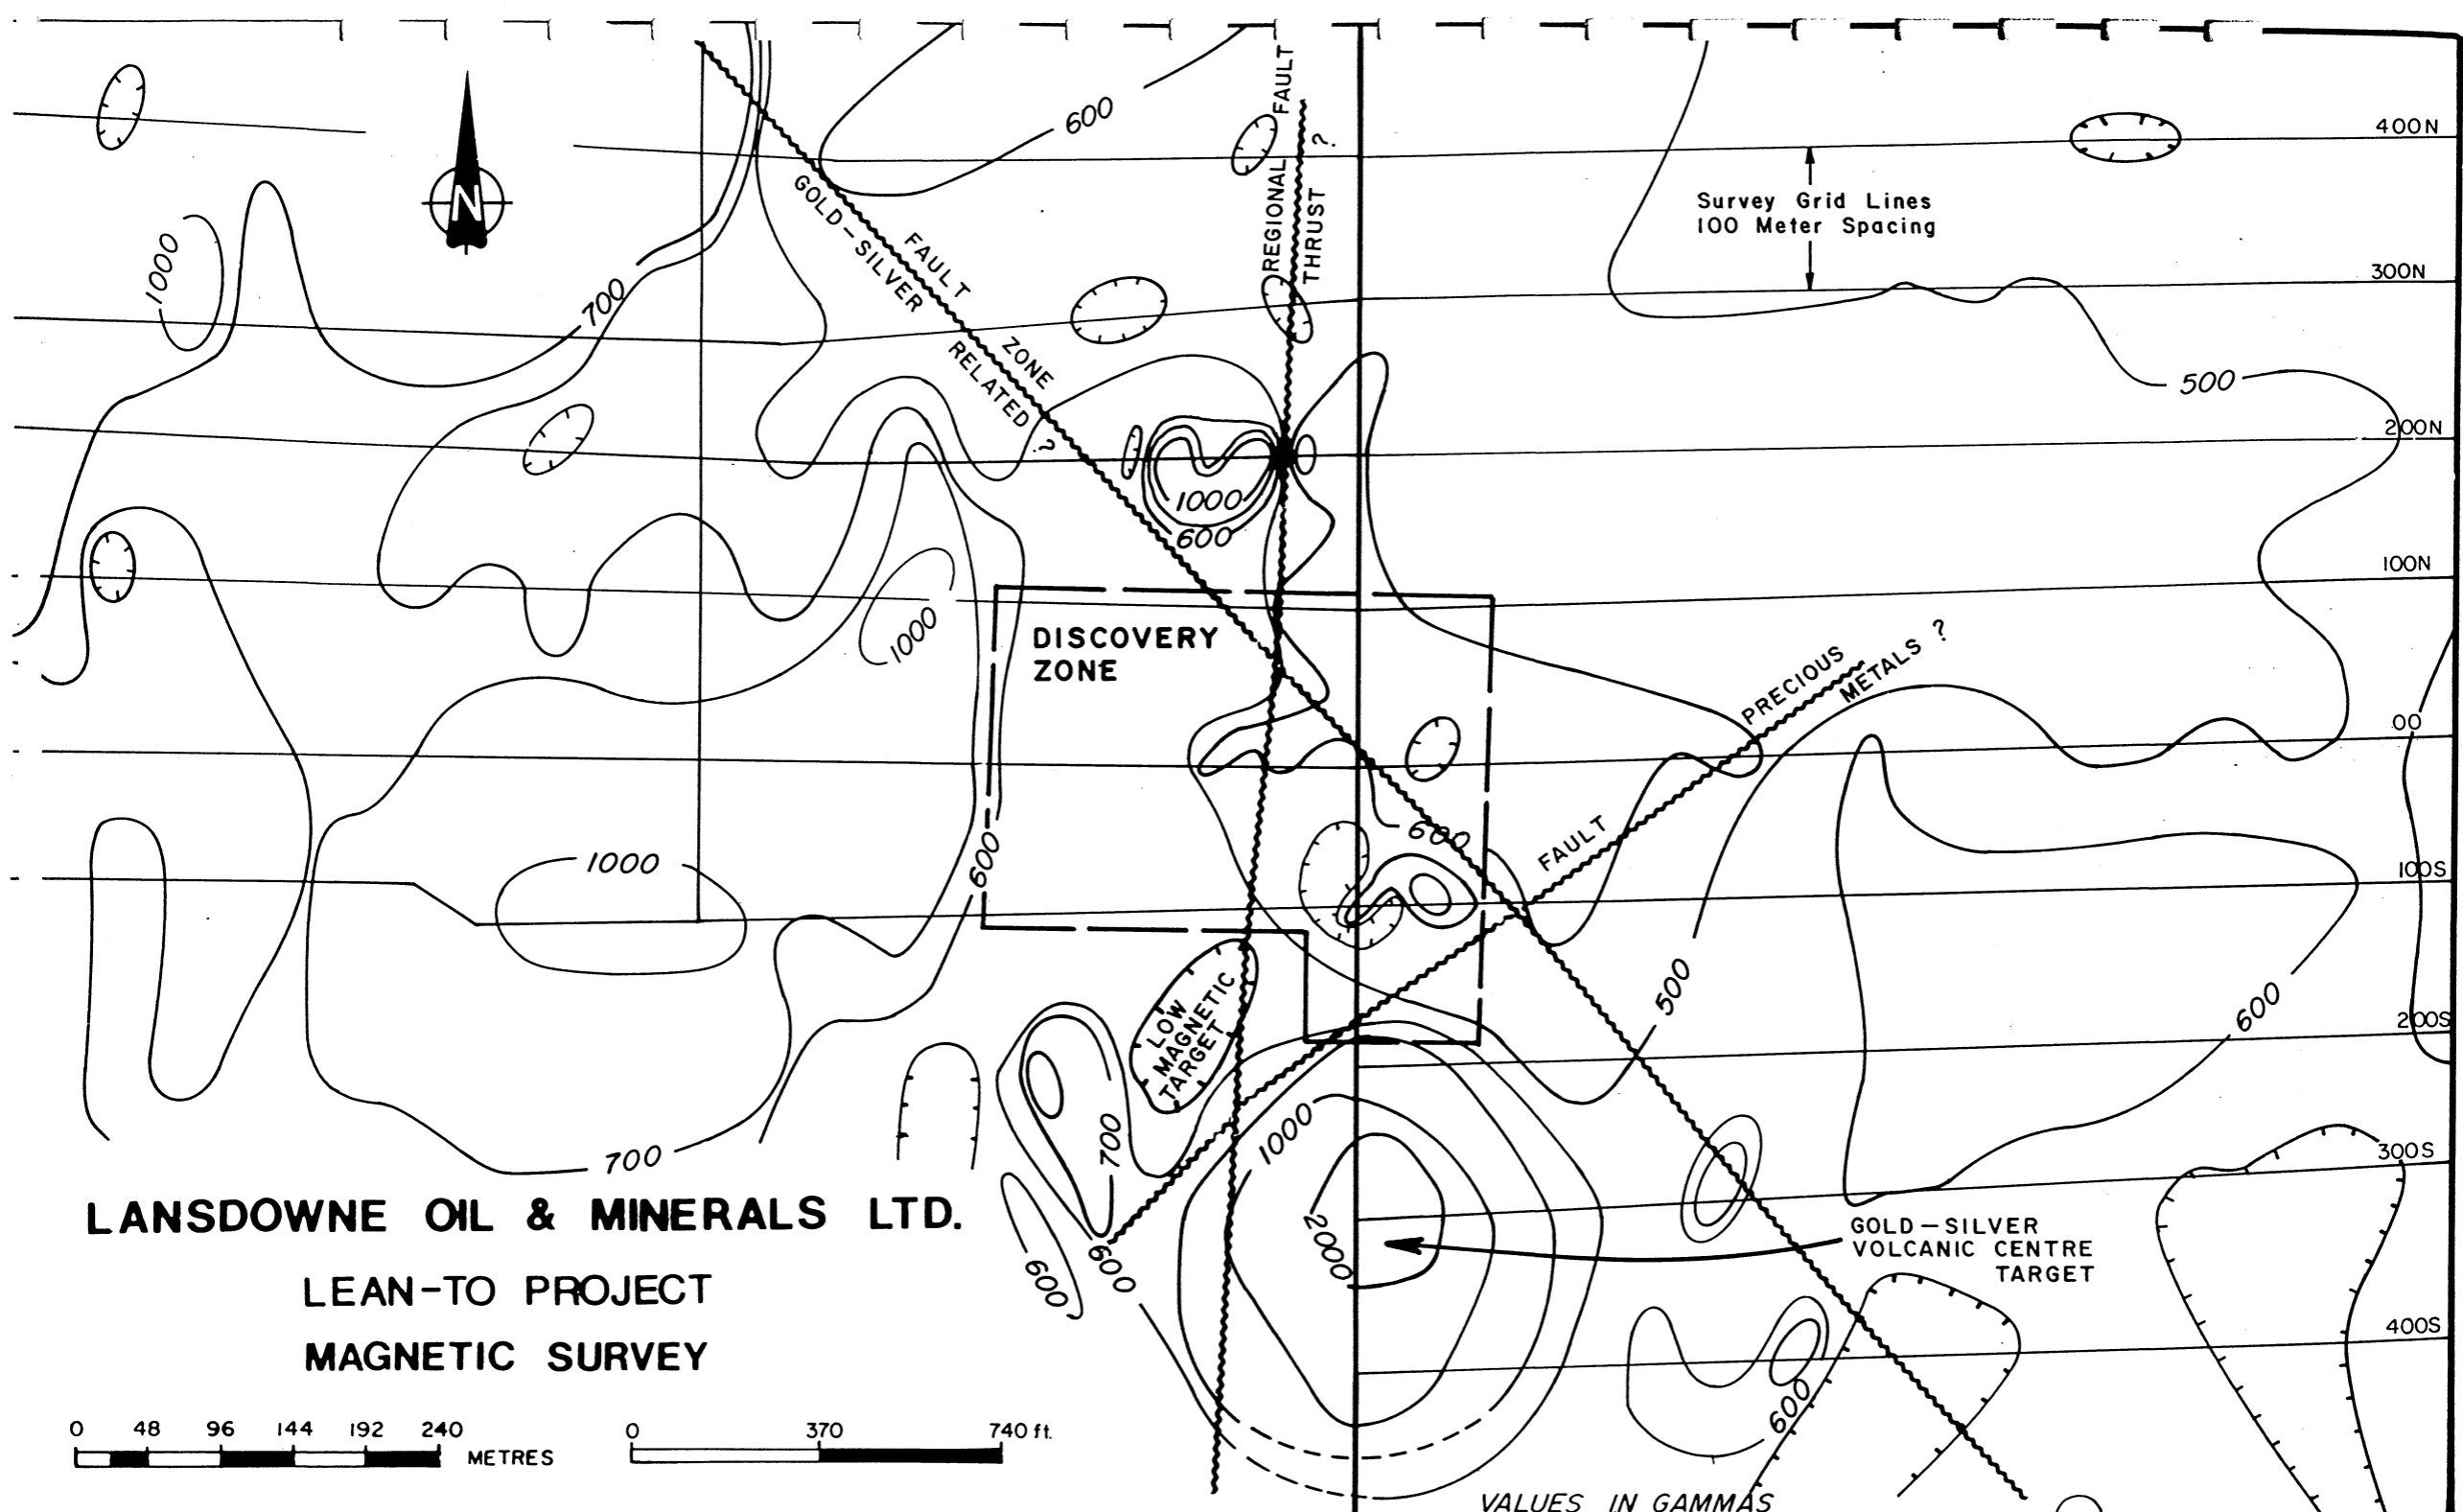 600
REGIONAL FAULT
THRUST ?
400N
N
Survey Grid Lines
100 Meter Spacing
1000
GOLD-SILVER
RELATED ?
FAULT ZONE
700
300N
500
200N
1000
600
100N
DISCOVERY
ZONE
1000
PRECIOUS
METALS ?
00
600
FAULT
1000
600
100S
LOW
MAGNETIC
TARGET
500
600
200S
700
1000
700
300S
2000
600
600
GOLD-SILVER
VOLCANIC CENTRE
TARGET
LANSDOWNE OIL & MINERALS LTD.
LEAN-TO PROJECT
MAGNETIC SURVEY
400S
600
0 48 96 144 192 240
METRES
0 370 740 ft.
VALUES IN GAMMAS